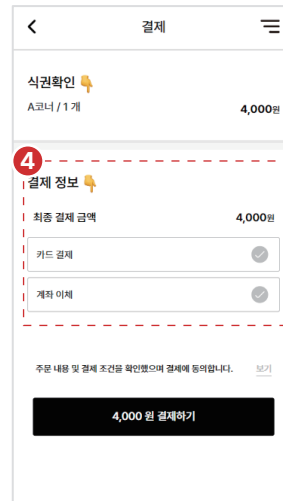 결제
식권확인 👇
A코너 / 1 개
4,000원
4
결제 정보 👇
최종 결제 금액
4,000원
카드 결제
계좌 이체
주문 내용 및 결제 조건을 확인했으며 결제에 동의합니다. 보기
4,000 원 결제하기